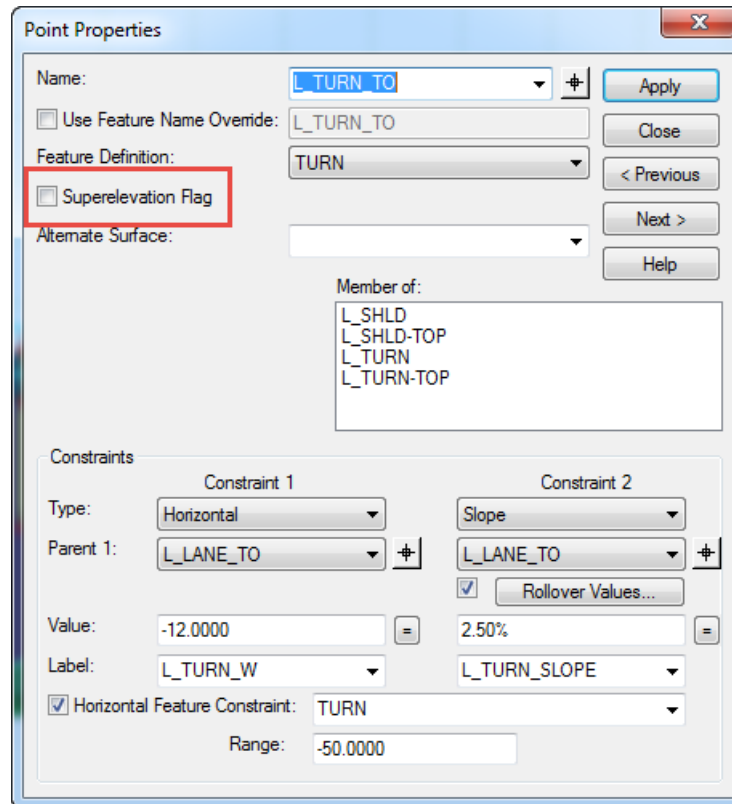 Point Properties
x
Name: L_TURN_TO Apply
Use Feature Name Override: L_TURN_TO Close
Feature Definition: TURN < Previous
Superelevation Flag
Next >
Alternate Surface:
Help
Member of:
L_SHLD
L_SHLD-TOP
L_TURN
L_TURN-TOP
Constraints
Constraint 1 Constraint 2
Type: Horizontal Slope
Parent 1: L_LANE_TO L_LANE_TO
Rollover Values...
Value: -12.0000 = 2.50% =
Label: L_TURN_W L_TURN_SLOPE
Horizontal Feature Constraint: TURN
Range: -50.0000